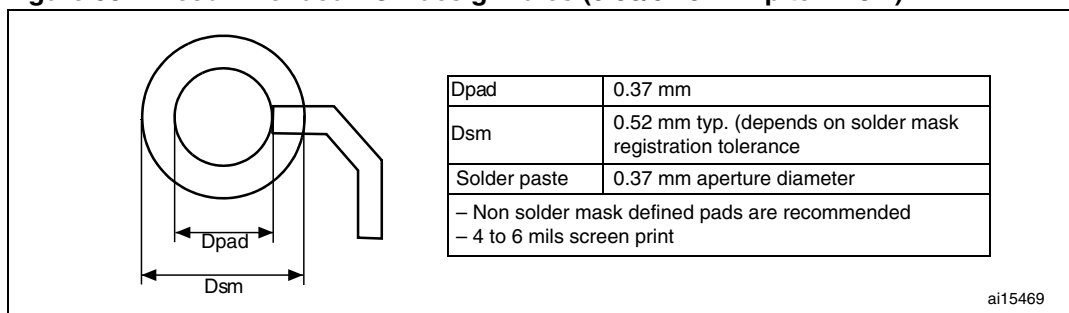 Dpad
Dsm
Dpad 0.37 mm
Dsm 0.52 mm typ. (depends on solder mask
registration tolerance
Solder paste 0.37 mm aperture diameter
– Non solder mask defined pads are recommended
– 4 to 6 mils screen print
ai15469